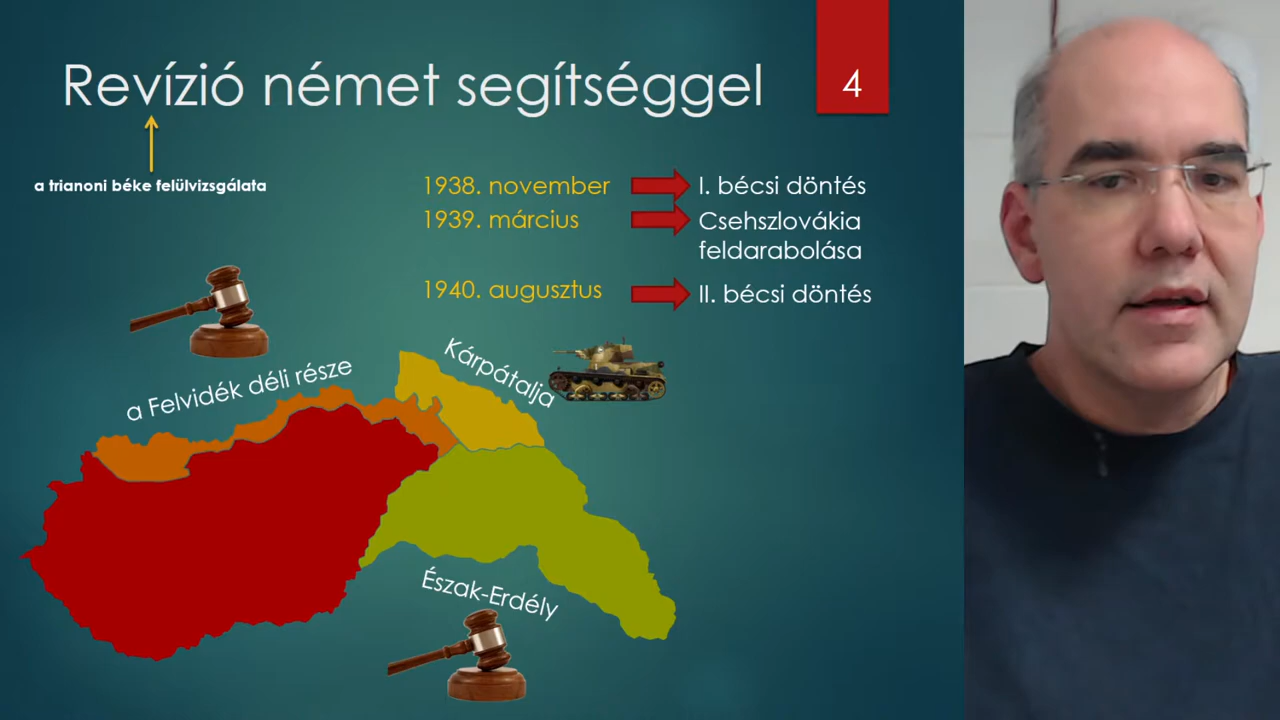 Revízió német segítséggel
4
a trianoni béke felülvizsgálata
1938. november
I. bécsi döntés
1939. március
Csehszlovákia
feldarabolása
1940. augusztus
II. bécsi döntés
a Felvidék déli része
Kárpátalja
Észak-Erdély